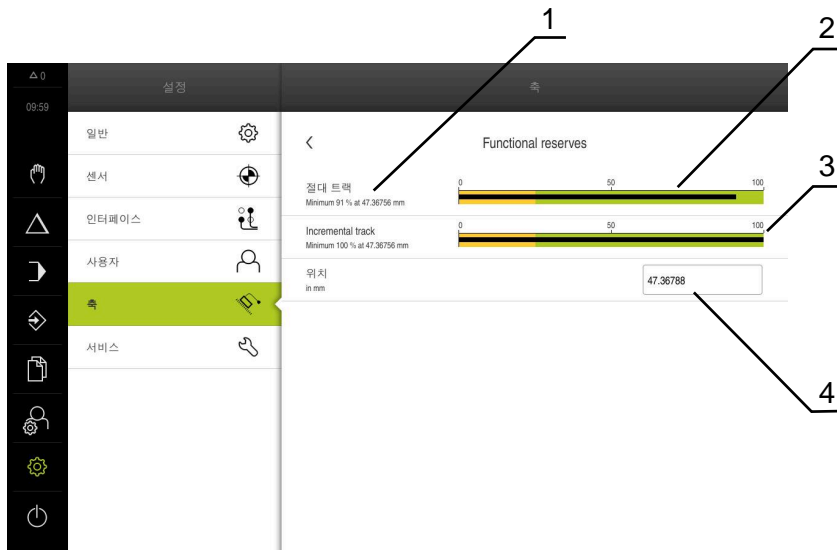 1
2
△ 0
설정
축
09:59
일반
Functional reserves
센서
절대 트랙
Minimum 91 % at 47.36756 mm
0 50 100
3
인터페이스
Incremental track
Minimum 100 % at 47.36756 mm
0 50 100
사용자
위치
in mm
47.36788
축
서비스
4